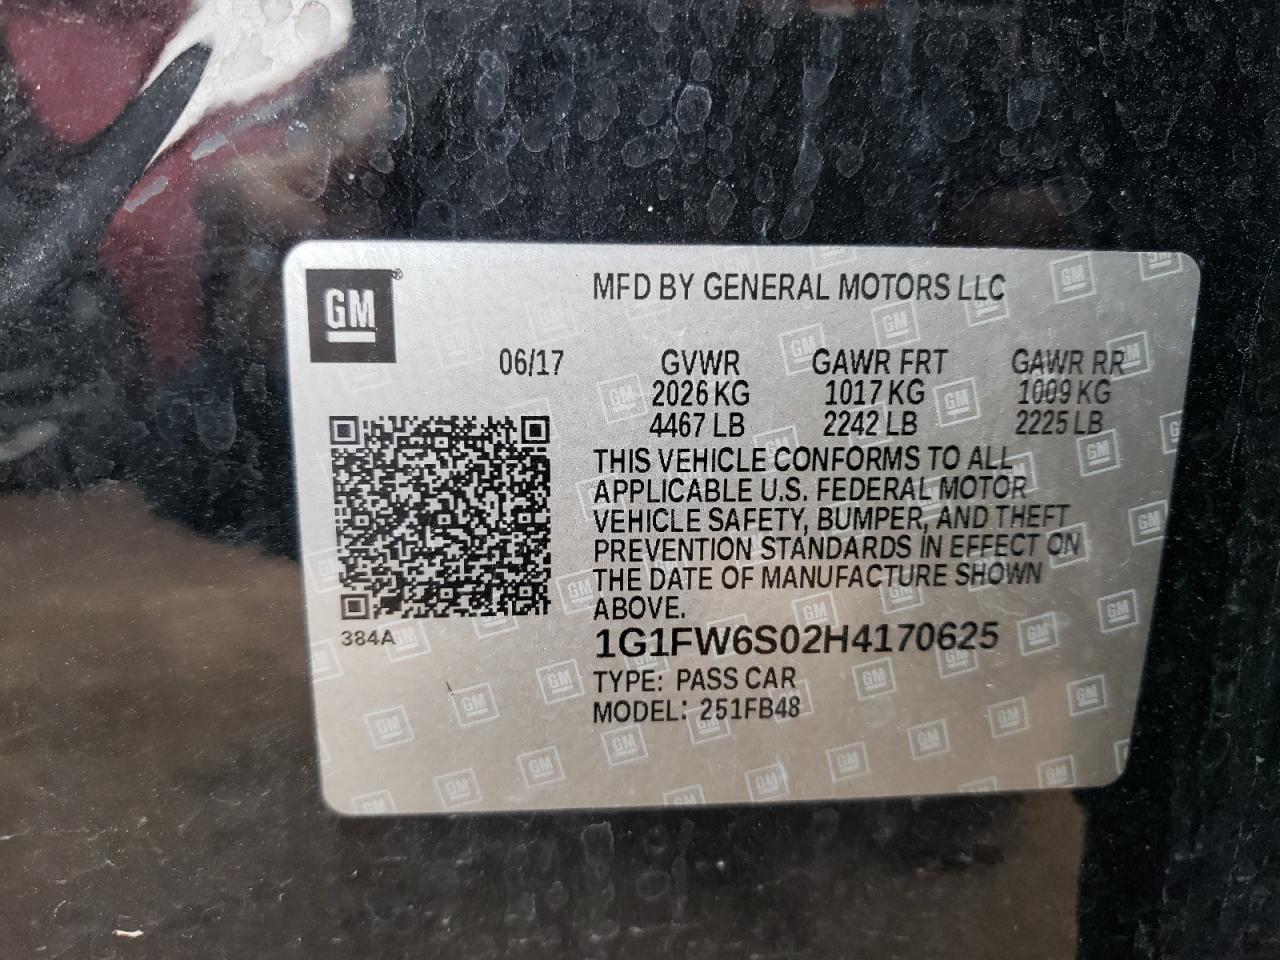 GM®
MFD BY GENERAL MOTORS LLC
06/17 GVWR GAWR FRT GAWR RR
2026 KG 1017 KG 1009 KG
4467 LB 2242 LB 2225 LB
THIS VEHICLE CONFORMS TO ALL
APPLICABLE U.S. FEDERAL MOTOR
VEHICLE SAFETY, BUMPER, AND THEFT
PREVENTION STANDARDS IN EFFECT ON
THE DATE OF MANUFACTURE SHOWN
ABOVE.
384A
1G1FW6S02H4170625
TYPE: PASS CAR
MODEL: 251FB48